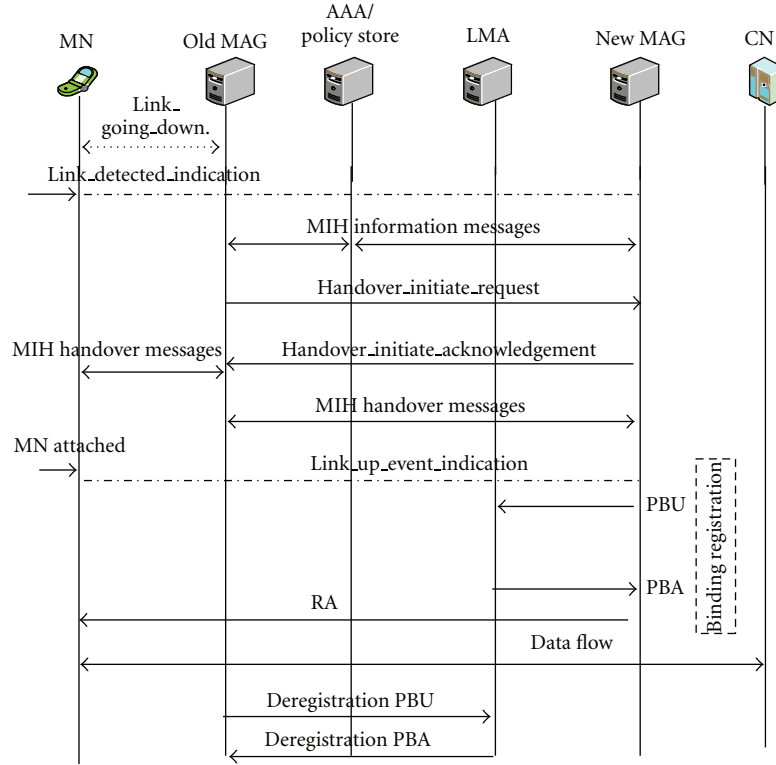 AAA/
policy store
MN
Old MAG
LMA
New MAG
CN
Link_
going_down.
Link_detected_indication
MIH information messages
Handover_initiate_request
MIH handover messages
Handover_initiate_acknowledgement
MIH handover messages
MN attached
Link_up_event_indication
PBU
Binding registration
PBA
RA
Data flow
Deregistration PBU
Deregistration PBA